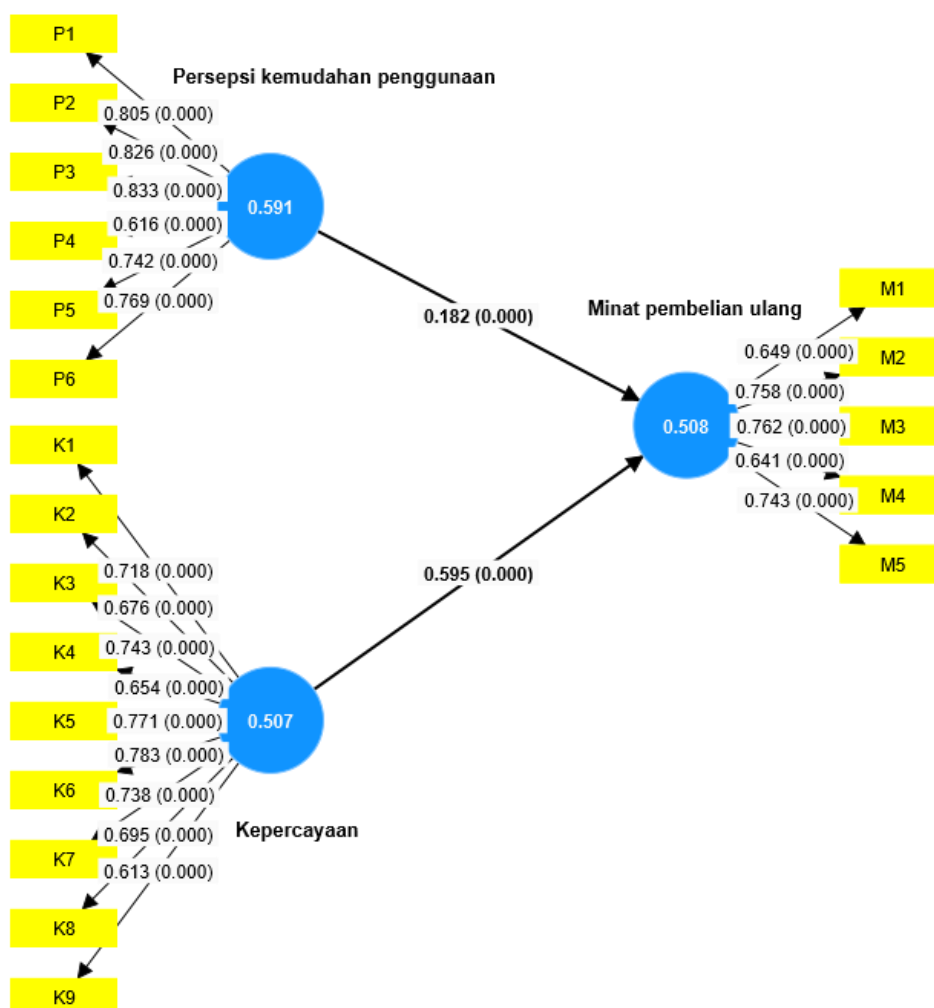 P1
Persepsi kemudahan penggunaan
P2
0.805 (0.000)
0.826 (0.000)
P3
0.833 (0.000)
0.591
0.616 (0.000)
P4
0.742 (0.000)
0.769 (0.000)
P5
P6
0.182 (0.000)
Minat pembelian ulang
M1
0.649 (0.000)
M2
0.758 (0.000)
0.508
0.762 (0.000)
M3
0.641 (0.000)
M4
0.743 (0.000)
M5
K1
K2
K3
0.718 (0.000)
0.676 (0.000)
0.595 (0.000)
K4
0.743 (0.000)
0.654 (0.000)
K5
0.771 (0.000)
0.507
0.783 (0.000)
K6
0.738 (0.000)
0.695 (0.000)
Kepercayaan
K7
0.613 (0.000)
K8
K9